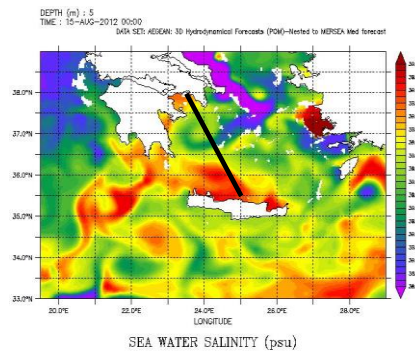 DEPTH (m) : 5
TIME : 15-AUG-2012 00:00
DATA SET: AEGEAN: 3D Hydrodynamical Forecasts (POM)-Nested to MERSEA Med forecast
38.0°N
37.0°N
36.0°N
35.0°N
34.0°N
33.0°N
20.0°E 22.0°E 24.0°E 26.0°E 28.0°E
LONGITUDE
SEA WATER SALINITY (psu)